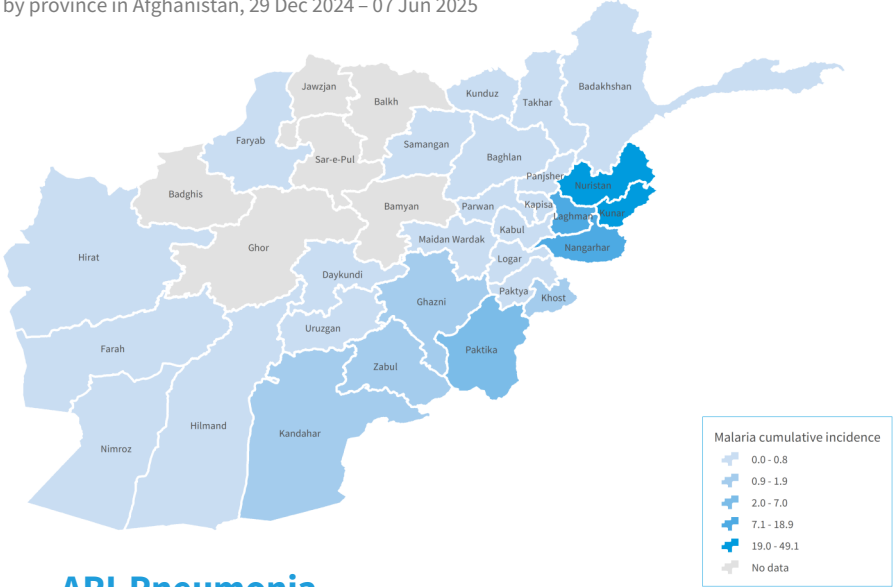 by province in Afghanistan, 29 Dec 2024 – 07 Jun 2025
Jawzjan
Balkh
Kunduz
Takhar
Badakhshan
Faryab
Samangan
Sar-e-Pul
Baghlan
Panjsher
Nuristan
Badghis
Bamyan
Parwan
Kapisa
Laghman
Kunar
Kabul
Maidan Wardak
Nangarhar
Ghor
Hirat
Logar
Daykundi
Paktya
Khost
Ghazni
Uruzgan
Farah
Paktika
Zabul
Hilmand
Kandahar
Nimroz
Malaria cumulative incidence
0.0 - 0.8
0.9 - 1.9
2.0 - 7.0
7.1 - 18.9
19.0 - 49.1
No data
ARI-Pneumonia